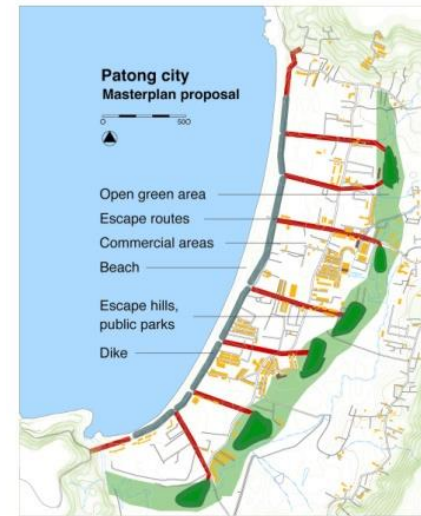 Patong city
Masterplan proposal
0 500
Open green area
Escape routes
Commercial areas
Beach
Escape hills,
public parks
Dike